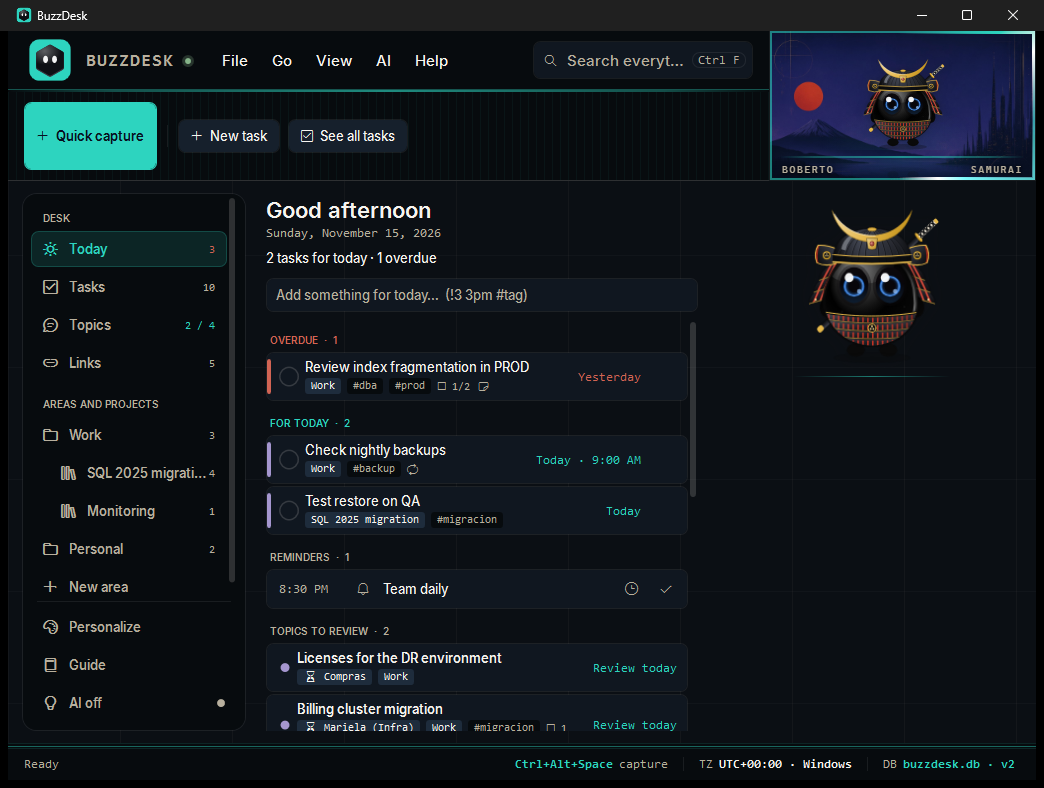 BuzzDesk
BUZZDESK File Go View AI Help
Search everyt... Ctrl F
BOBERTO SAMURAI
+ Quick capture
+ New task
See all tasks
DESK
Today 3
Tasks 10
Topics 2 / 4
Links 5
AREAS AND PROJECTS
Work 3
SQL 2025 migrati... 4
Monitoring 1
Personal 2
+ New area
Personalize
Guide
AI off
Good afternoon
Sunday, November 15, 2026
2 tasks for today · 1 overdue
Add something for today... (!3 3pm #tag)
OVERDUE · 1
Review index fragmentation in PROD
Work #dba #prod 1/2
Yesterday
FOR TODAY · 2
Check nightly backups
Work #backup
Today · 9:00 AM
Test restore on QA
SQL 2025 migration #migracion
Today
REMINDERS · 1
8:30 PM Team daily
TOPICS TO REVIEW · 2
Licenses for the DR environment
Compras Work
Review today
Billing cluster migration
Mariela (Infra) Work #migracion 1
Review today
Ready
Ctrl+Alt+Space capture
TZ UTC+00:00 · Windows
DB buzzdesk.db · v2